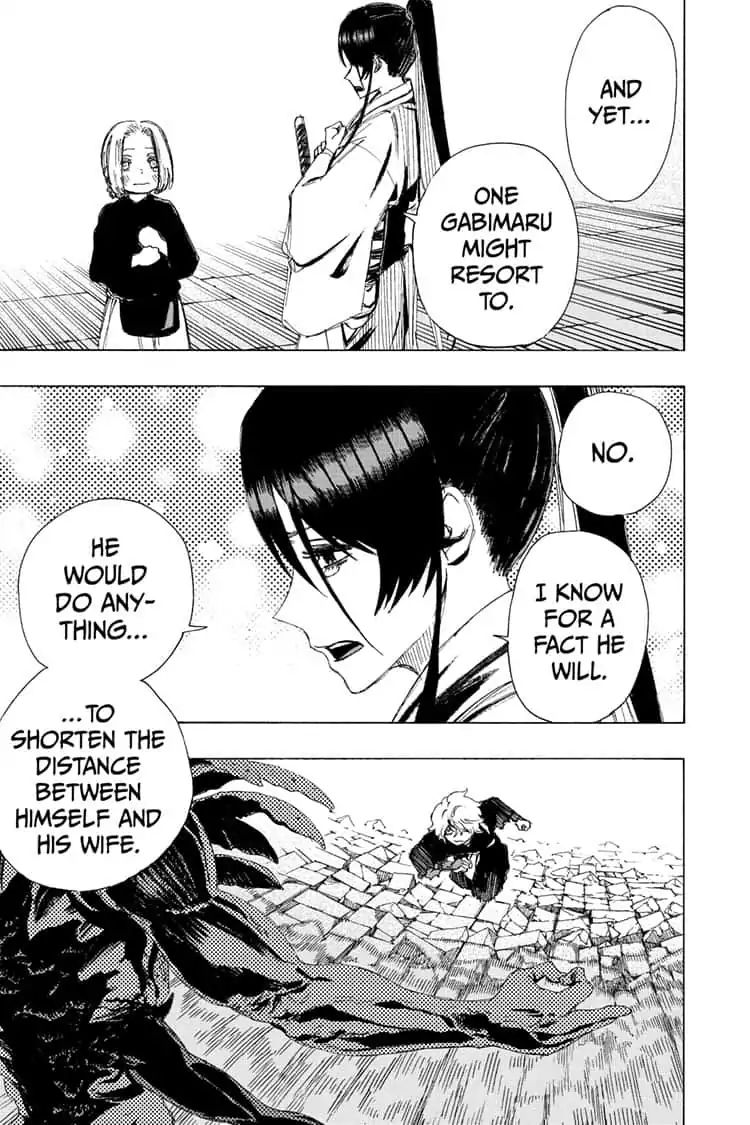 AND
YET...
ONE
GABIMARU
MIGHT
RESORT
TO.
NO.
I KNOW
FOR A
FACT HE
WILL.
HE
WOULD
DO ANY-
THING...
...TO
SHORTEN THE
DISTANCE
BETWEEN
HIMSELF AND
HIS WIFE.